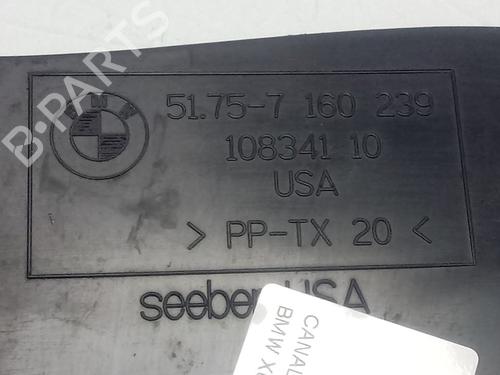 BMW
51.75-7 160 239
108341 10
USA
> PP-TX 20 <
seeber USA
CANAL
BMW X
B-PARTS